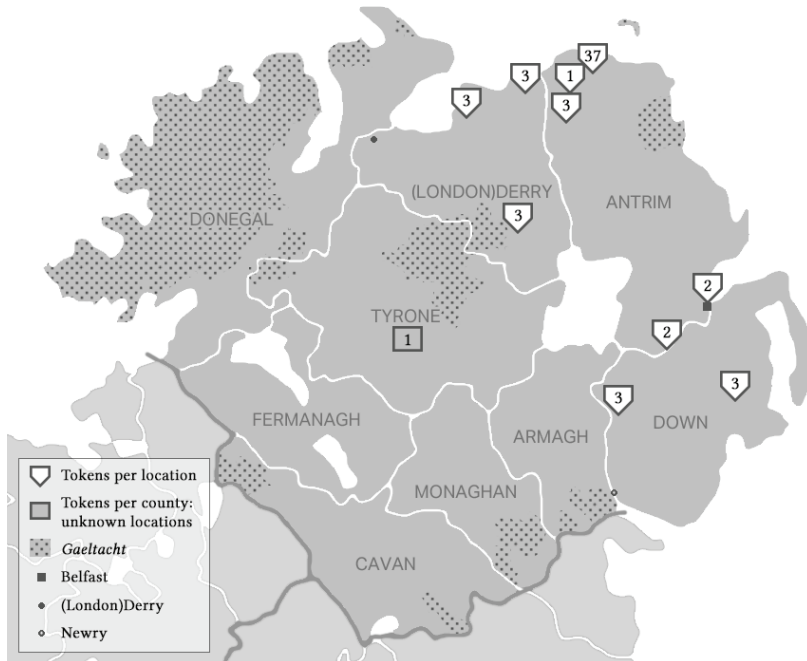 37
3
1
3
3
3
(LONDON)DERRY
ANTRIM
3
DONEGAL
2
TYRONE
1
2
3
3
FERMANAGH
DOWN
ARMAGH
MONAGHAN
CAVAN
Tokens per location
Tokens per county:
unknown locations
Gaeltacht
Belfast
(London)Derry
Newry